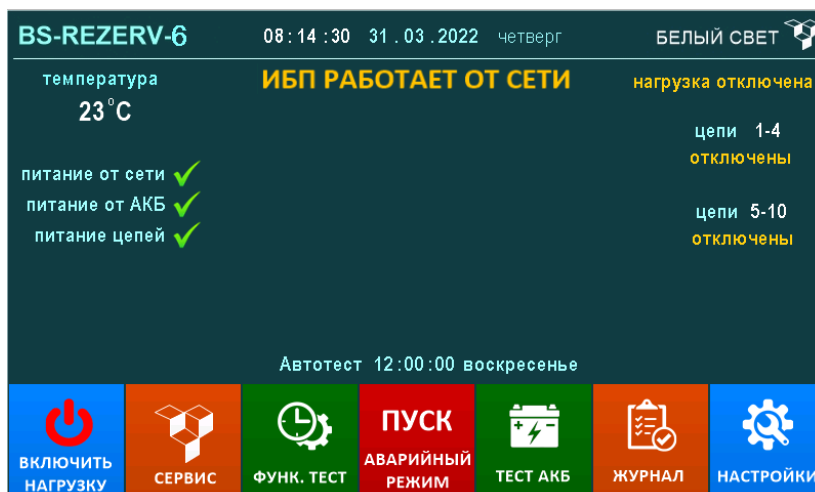 BS-REZERV-6 08:14:30 31.03.2022 четверг БЕЛЫЙ СВЕТ
температура ИБП РАБОТАЕТ ОТ СЕТИ нагрузка отключена
23°C
цепи 1-4
отключены
питание от сети
питание от АКБ
цепи 5-10
питание цепей
отключены
Автотест 12:00:00 воскресенье
ВКЛЮЧИТЬ
НАГРУЗКУ
СЕРВИС
ФУНК. ТЕСТ
ПУСК
АВАРИЙНЫЙ
РЕЖИМ
ТЕСТ АКБ
ЖУРНАЛ
НАСТРОЙКИ